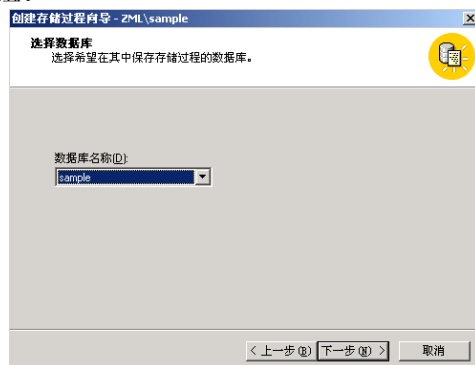 创建存储过程向导 - ZML\sample
选择数据库
选择希望在其中保存存储过程的数据库。
数据库名称(D):
sample
< 上一步(B) 下一步(N) > 取消